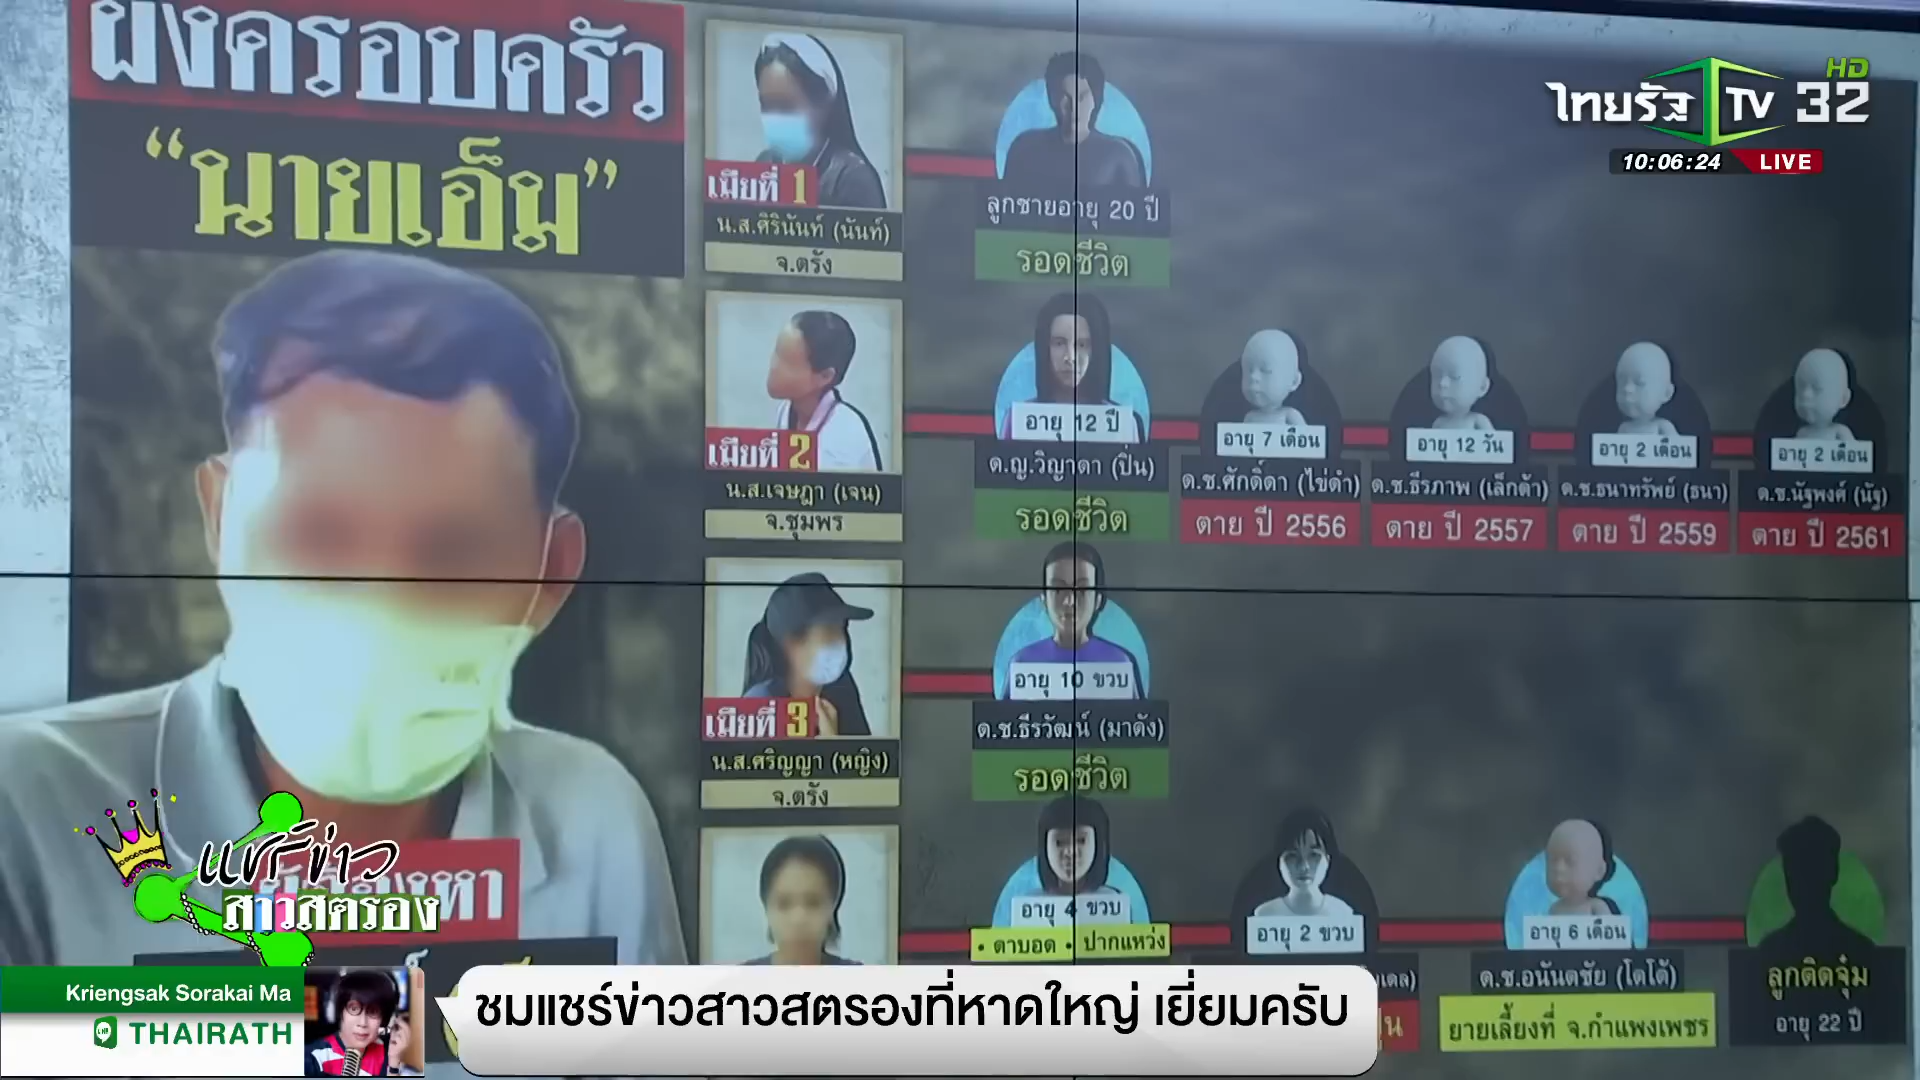 ผังครอบครัว
“นายเอ็ม”
ไทยรัฐ TV 32 HD
10:06:24 LIVE
เมียที่ 1
น.ส.ศิรินันท์ (นันท์)
จ.ตรัง
ลูกชายอายุ 20 ปี
รอดชีวิต
เมียที่ 2
น.ส.เจษฎา (เจน)
จ.ชุมพร
อายุ 12 ปี
ด.ญ.วิญาดา (ปิ่น)
รอดชีวิต
อายุ 7 เดือน
ด.ช.ศักดิ์ดา (ไข่ดำ)
ตาย ปี 2556
อายุ 12 วัน
ด.ช.ธีรภาพ (เล็กต้า)
ตาย ปี 2557
อายุ 2 เดือน
ด.ช.ธนาทรัพย์ (ธนา)
ตาย ปี 2559
อายุ 2 เดือน
ด.ช.นัฐพงศ์ (นัฐ)
ตาย ปี 2561
เมียที่ 3
น.ส.ศริญญา (หญิง)
จ.ตรัง
อายุ 10 ขวบ
ด.ช.ธีรวัฒน์ (มาดัง)
รอดชีวิต
อายุ 4 ขวบ
• ตาบอด • ปากแหว่ง
อายุ 2 ขวบ
อายุ 6 เดือน
ด.ช.อนันตชัย (โตโต้)
ยายเลี้ยงที่ จ.กำแพงเพชร
ลูกติดจุ๋ม
อายุ 22 ปี
แชร์ข่าว
สาวสตรอง
Kriengsak Sorakai Ma
THAIRATH
ชมแชร์ข่าวสาวสตรองที่หาดใหญ่ เยี่ยมครับ